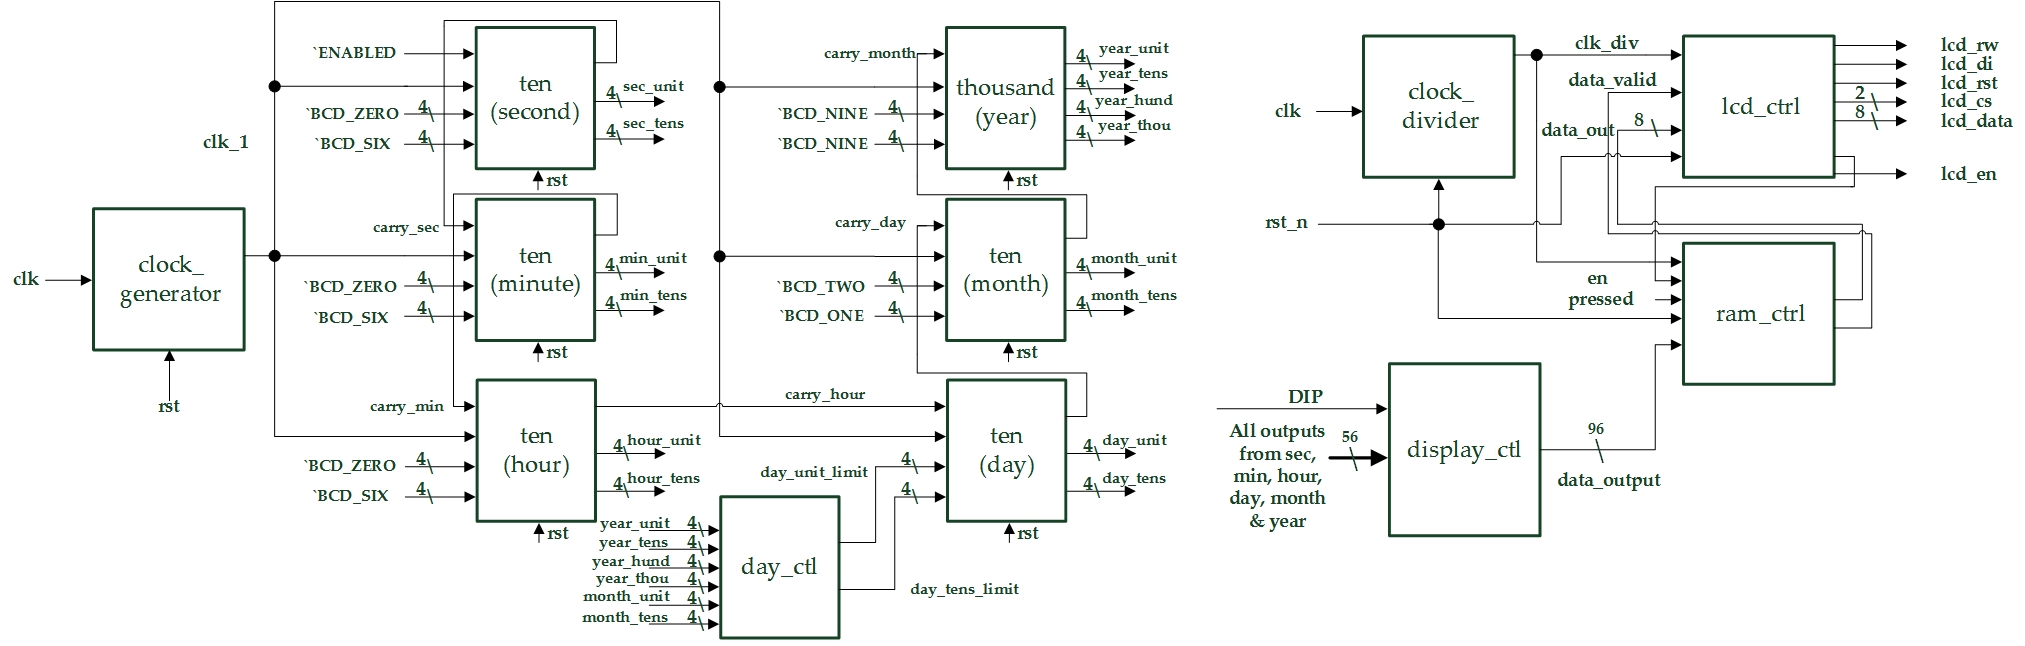 clk
clock_
generator
rst
clk_1
`ENABLED
`BCD_ZERO
4
`BCD_SIX
4
ten
(second)
4
sec_unit
4
sec_tens
rst
carry_sec
`BCD_ZERO
4
`BCD_SIX
4
ten
(minute)
4
min_unit
4
min_tens
rst
carry_min
`BCD_ZERO
4
`BCD_SIX
4
ten
(hour)
4
hour_unit
4
hour_tens
rst
carry_month
`BCD_NINE
4
`BCD_NINE
4
thousand
(year)
4
year_unit
4
year_tens
4
year_hund
4
year_thou
rst
carry_day
`BCD_TWO
4
`BCD_ONE
4
ten
(month)
4
month_unit
4
month_tens
rst
carry_hour
day_unit_limit
4
4
ten
(day)
4
day_unit
4
day_tens
rst
year_unit
4
year_tens
4
year_hund
4
year_thou
4
month_unit
4
month_tens
4
day_ctl
day_tens_limit
clk
clock_
divider
rst_n
clk_div
data_valid
data_out
8
lcd_ctrl
lcd_rw
lcd_di
lcd_rst
2
lcd_cs
8
lcd_data
lcd_en
en
pressed
ram_ctrl
DIP
All outputs
from sec,
min, hour,
day, month
& year
56
display_ctl
96
data_output